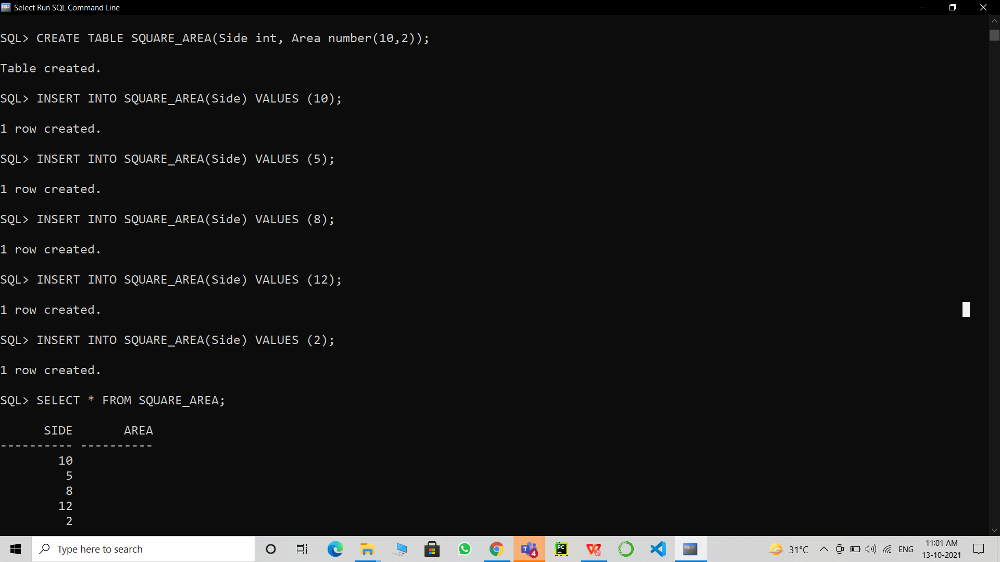 Select Run SQL Command Line
SQL> CREATE TABLE SQUARE_AREA(Side int, Area number(10,2));
Table created.
SQL> INSERT INTO SQUARE_AREA(Side) VALUES (10);
1 row created.
SQL> INSERT INTO SQUARE_AREA(Side) VALUES (5);
1 row created.
SQL> INSERT INTO SQUARE_AREA(Side) VALUES (8);
1 row created.
SQL> INSERT INTO SQUARE_AREA(Side) VALUES (12);
1 row created.
SQL> INSERT INTO SQUARE_AREA(Side) VALUES (2);
1 row created.
SQL> SELECT * FROM SQUARE_AREA;
SIDE AREA
---------- ----------
10
5
8
12
2
Type here to search
4
PC
31°C
ENG
11:01 AM
13-10-2021